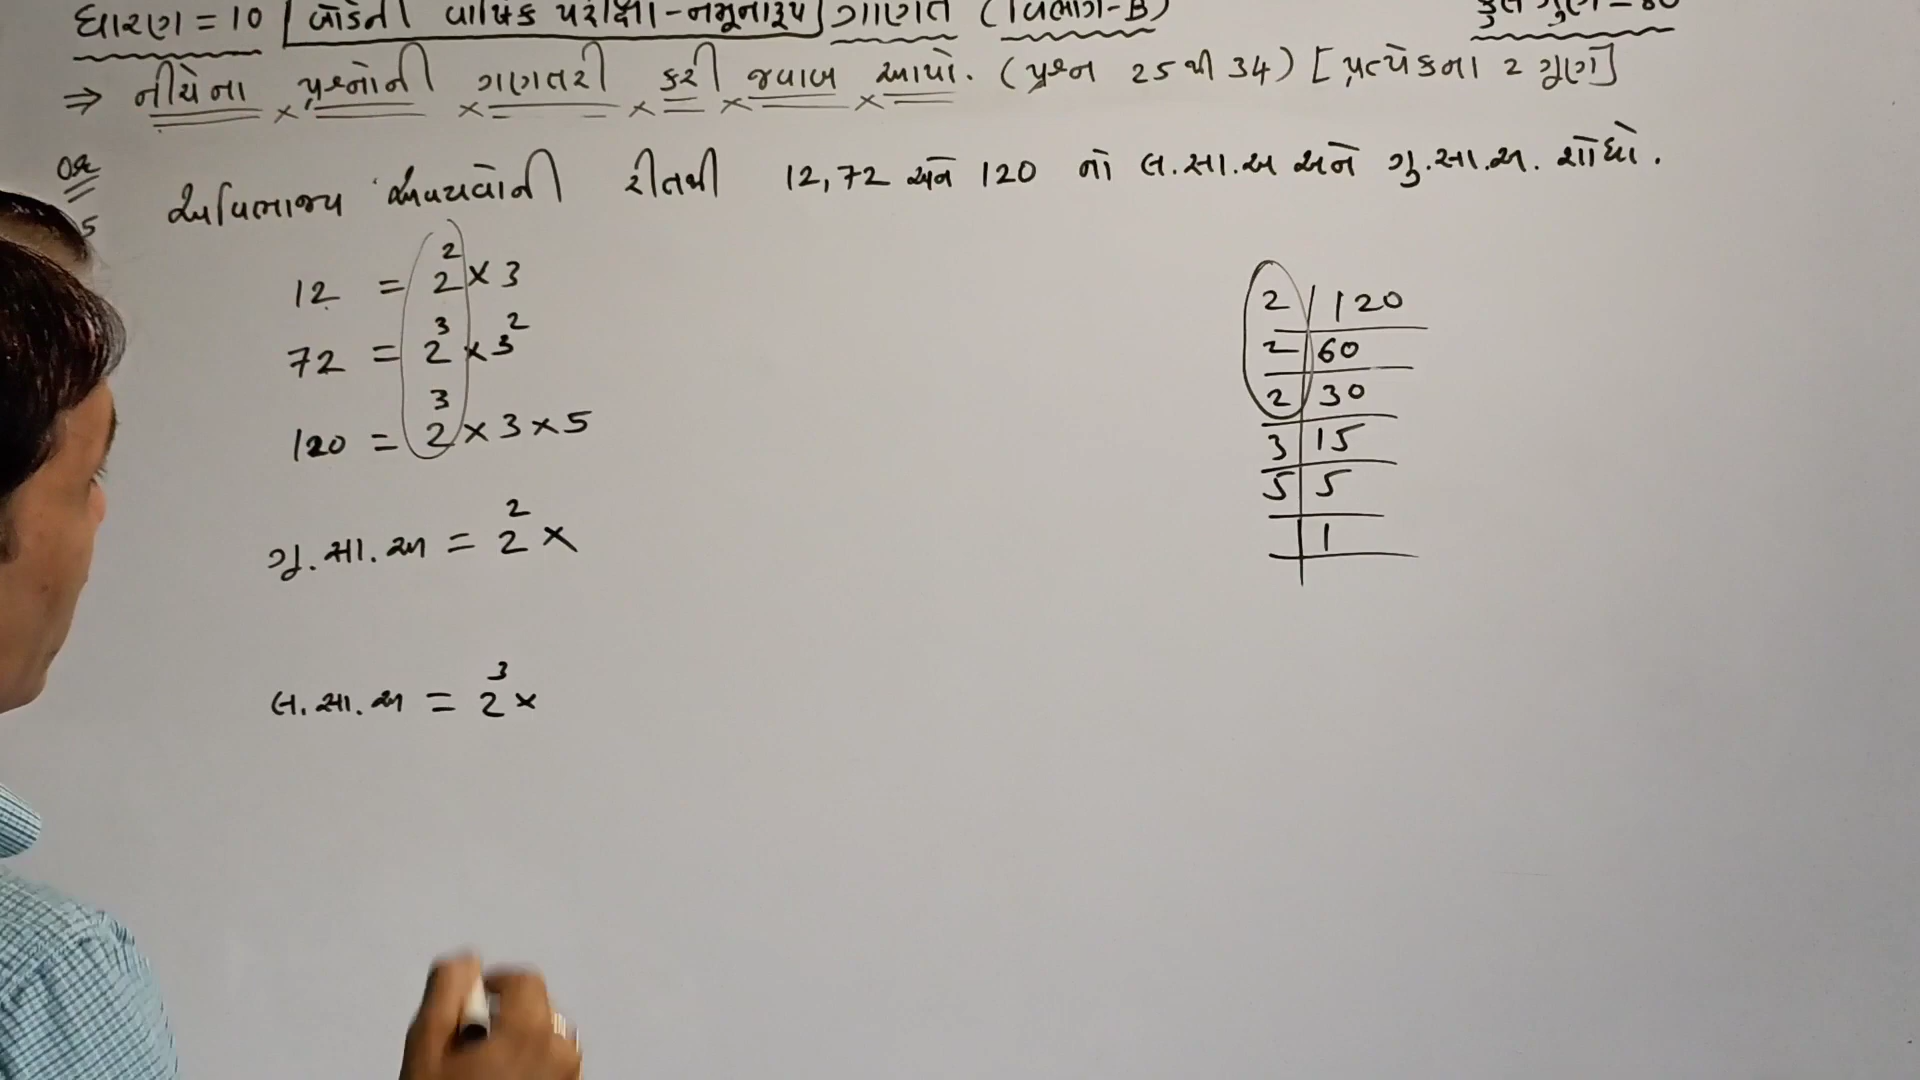 ધોરણ = 10 બોર્ડની વાર્ષિક પરીક્ષા - નમૂનારૂપ ગણિત (વિભાગ-B) કુલ ગુણ = 80
⇒ નીચેના પ્રશ્નોની ગણતરી કરી જવાબ આપો. (પ્રશ્ન 25 થી 34) [પ્રત્યેકના 2 ગુણ]
અવિભાજ્ય અવયવોની રીતથી 12, 72 અને 120 નો લ.સા.અ અને ગુ.સા.અ. શોધો.
12 = 2² × 3
72 = 2³ × 3²
120 = 2³ × 3 × 5
ગુ.સા.અ = 2² ×
લ.સા.અ = 2³ ×
2 | 120
2 | 60
2 | 30
3 | 15
5 | 5
| 1